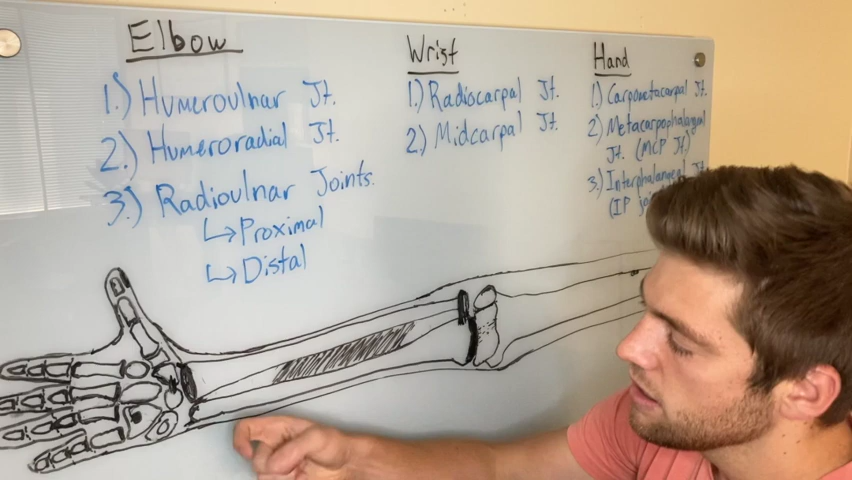 Elbow
1.) Humeroulnar Jt.
2.) Humeroradial Jt.
3.) Radioulnar Joints.
↳ Proximal
↳ Distal
Wrist
1.) Radiocarpal Jt.
2.) Midcarpal Jt.
Hand
1.) Carpometacarpal Jt.
2.) Metacarpophalangeal
Jt. (MCP Jt.)
3.) Interphalangeal Jt.
(IP